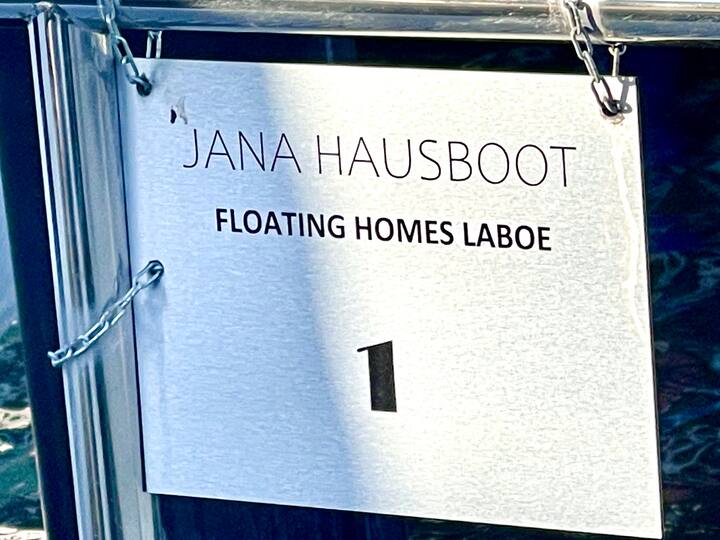 JANA HAUSBOOT
FLOATING HOMES LABOE
1